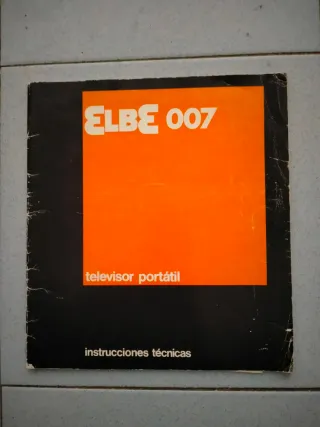 ELBE 007
televisor portátil
instrucciones técnicas